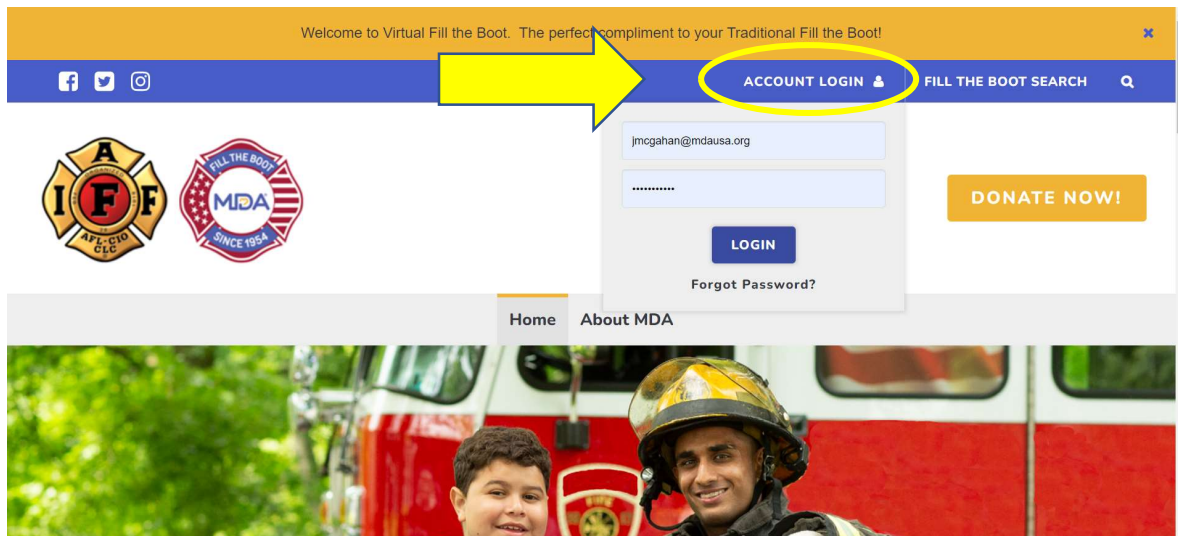 Welcome to Virtual Fill the Boot. The perfect compliment to your Traditional Fill the Boot!
ACCOUNT LOGIN
FILL THE BOOT SEARCH
jmcgahan@mdausa.org
•••••••••••
LOGIN
Forgot Password?
I A F F
AFL-CIO
CLC
FILL THE BOOT
MDA
SINCE 1954
DONATE NOW!
Home About MDA